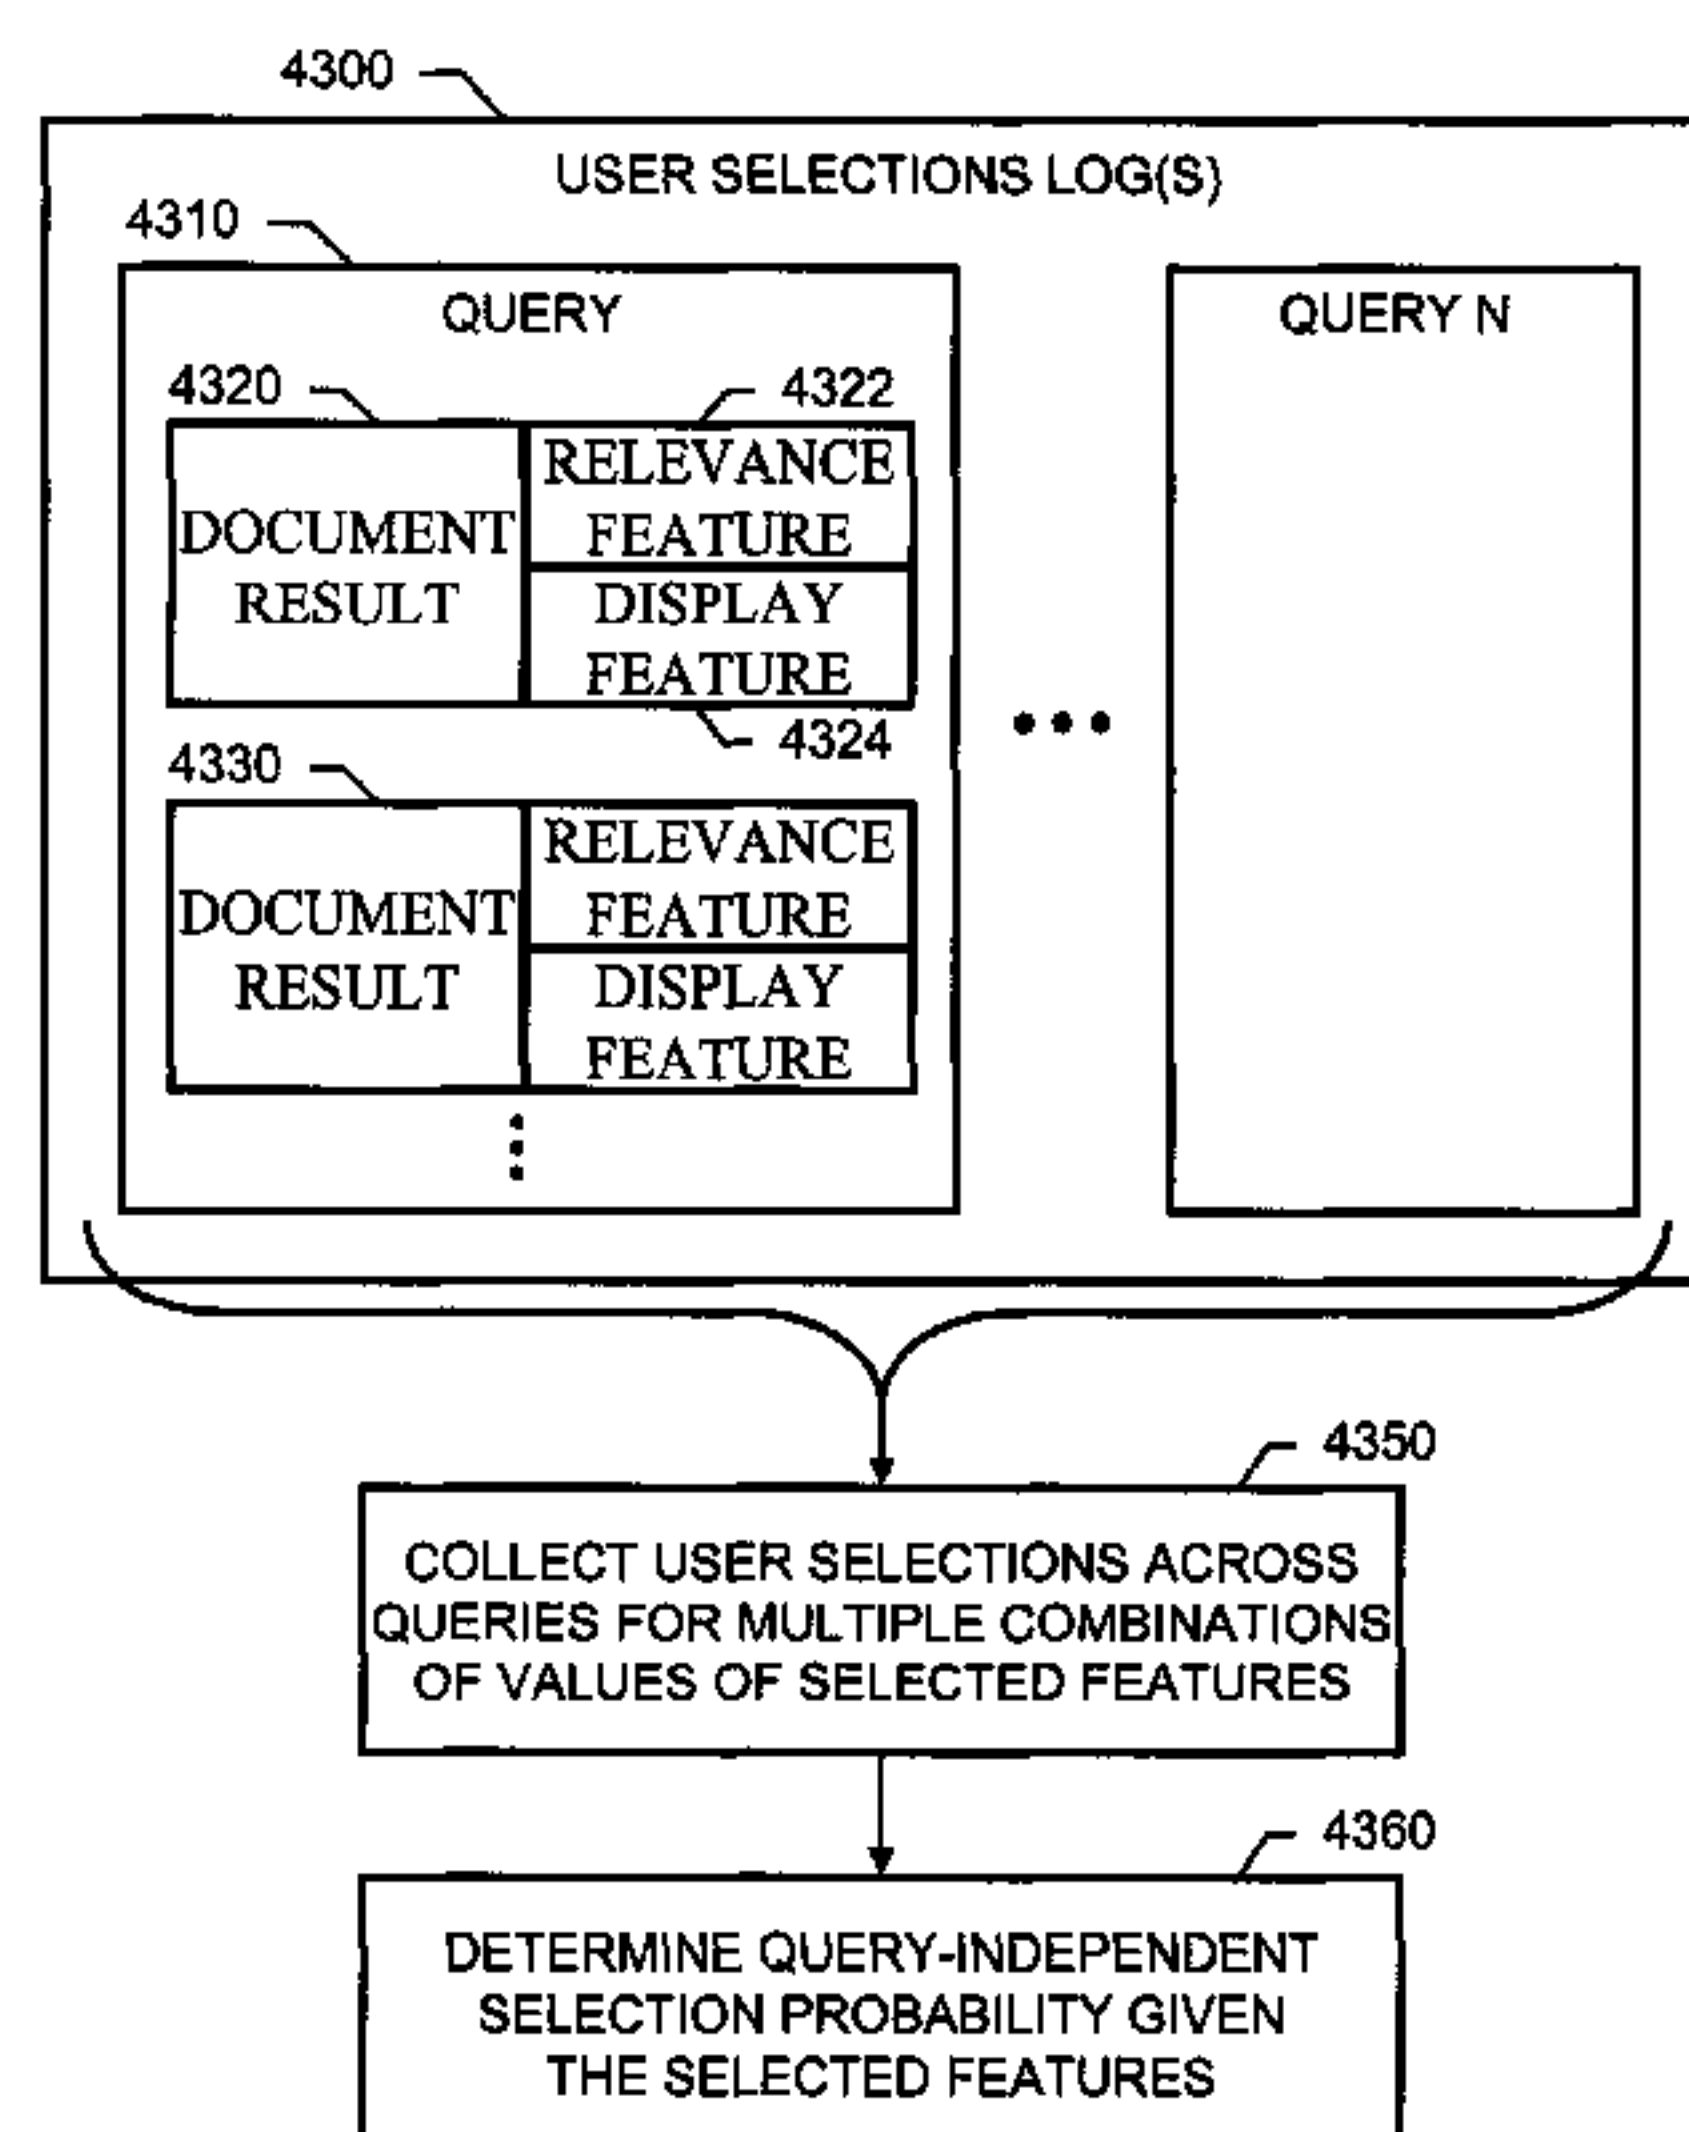 4300
USER SELECTIONS LOG(S)
4310
QUERY
4320
4322
DOCUMENT
RESULT
RELEVANCE
FEATURE
DISPLAY
FEATURE
4324
4330
DOCUMENT
RESULT
RELEVANCE
FEATURE
DISPLAY
FEATURE
QUERY N
4350
COLLECT USER SELECTIONS ACROSS
QUERIES FOR MULTIPLE COMBINATIONS
OF VALUES OF SELECTED FEATURES
4360
DETERMINE QUERY-INDEPENDENT
SELECTION PROBABILITY GIVEN
THE SELECTED FEATURES